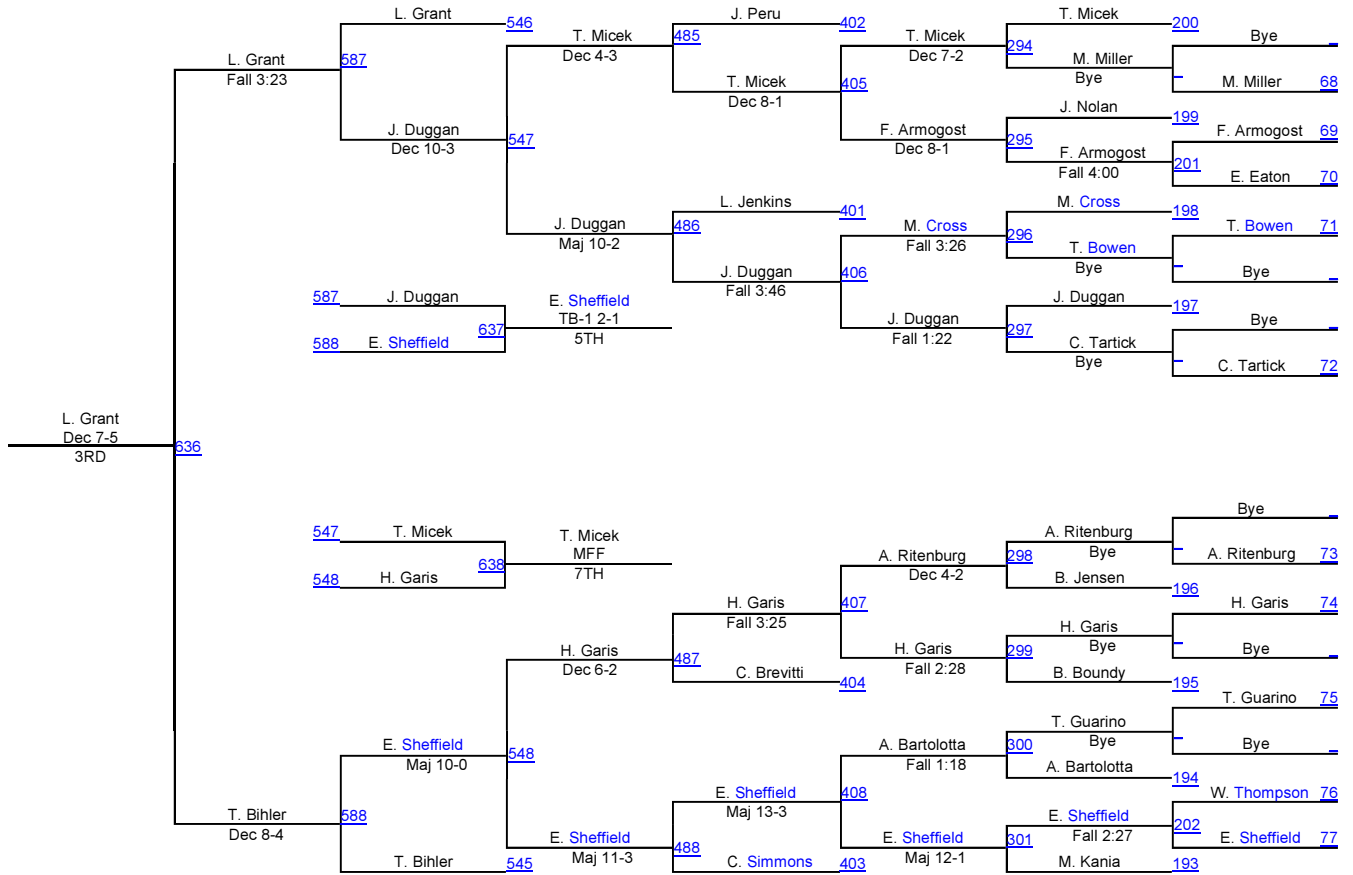 L. Grant
546
J. Peru
402
T. Micek
200
Bye
T. Micek
485
T. Micek
294
M. Miller
Dec 4-3
Dec 7-2
Bye
L. Grant
587
M. Miller
68
Fall 3:23
T. Micek
405
Dec 8-1
J. Nolan
199
J. Duggan
547
F. Armogost
295
F. Armogost
69
Dec 10-3
Dec 8-1
F. Armogost
201
Fall 4:00
E. Eaton
70
L. Jenkins
401
M. Cross
198
J. Duggan
486
M. Cross
296
T. Bowen
71
Maj 10-2
Fall 3:26
T. Bowen
Bye
J. Duggan
406
Bye
Fall 3:46
587
J. Duggan
E. Sheffield
J. Duggan
197
637
TB-1 2-1
J. Duggan
297
Bye
588
E. Sheffield
5TH
Fall 1:22
C. Tartick
Bye
C. Tartick
72
L. Grant
Dec 7-5
636
3RD
Bye
547
T. Micek
T. Micek
A. Ritenburg
638
MFF
A. Ritenburg
298
Bye
A. Ritenburg
73
548
H. Garis
7TH
Dec 4-2
B. Jensen
196
H. Garis
407
H. Garis
74
Fall 3:25
H. Garis
H. Garis
487
H. Garis
299
Bye
Bye
Dec 6-2
C. Brevitti
404
Fall 2:28
B. Boundy
195
T. Guarino
75
T. Guarino
E. Sheffield
548
A. Bartolotta
300
Bye
Bye
Maj 10-0
Fall 1:18
A. Bartolotta
194
E. Sheffield
408
W. Thompson
76
T. Bihler
588
Maj 13-3
E. Sheffield
202
Dec 8-4
E. Sheffield
488
E. Sheffield
301
Fall 2:27
E. Sheffield
77
Maj 11-3
Maj 12-1
T. Bihler
545
C. Simmons
403
M. Kania
193